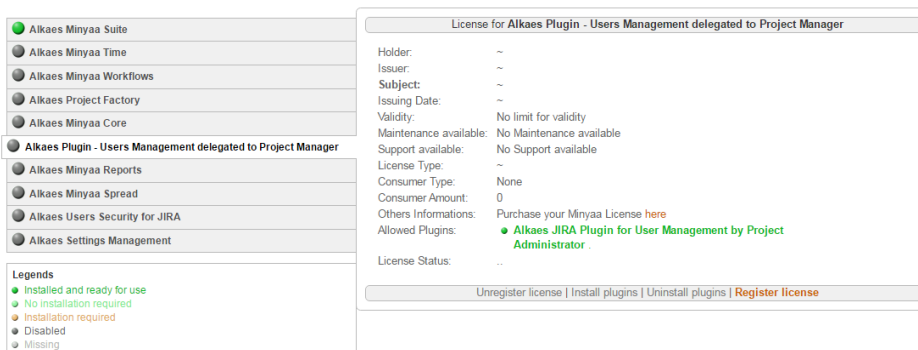 Alkaes Minyaa Suite
Alkaes Minyaa Time
Alkaes Minyaa Workflows
Alkaes Project Factory
Alkaes Minyaa Core
Alkaes Plugin - Users Management delegated to Project Manager
Alkaes Minyaa Reports
Alkaes Minyaa Spread
Alkaes Users Security for JIRA
Alkaes Settings Management
Legends
Installed and ready for use
No installation required
Installation required
Disabled
Missing
License for Alkaes Plugin - Users Management delegated to Project Manager
Holder: ~
Issuer: ~
Subject: ~
Issuing Date: ~
Validity: No limit for validity
Maintenance available: No Maintenance available
Support available: No Support available
License Type: ~
Consumer Type: None
Consumer Amount: 0
Others Informations: Purchase your Minyaa License here
Allowed Plugins: Alkaes JIRA Plugin for User Management by Project
Administrator .
License Status: ..
Unregister license | Install plugins | Uninstall plugins | Register license